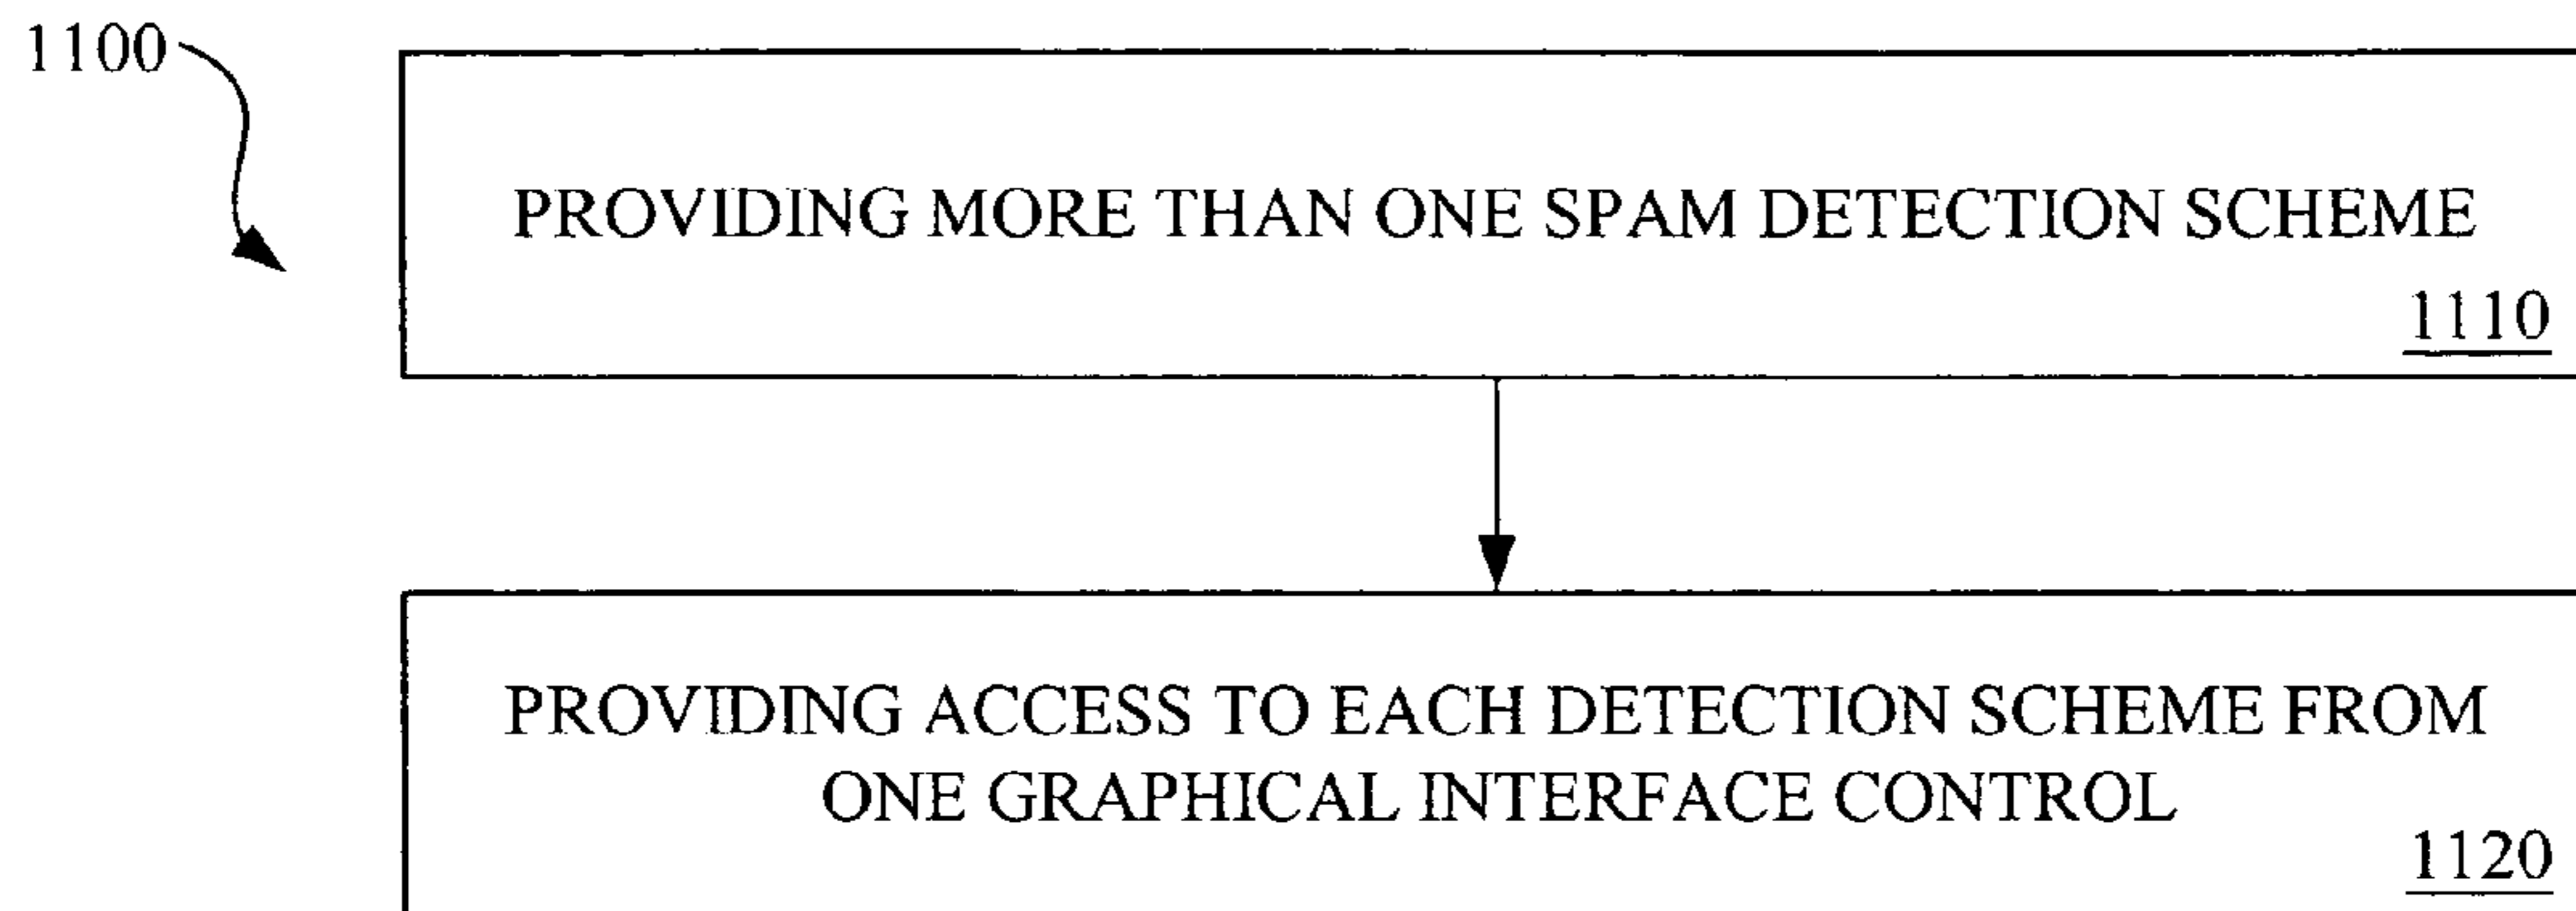 1100
PROVIDING MORE THAN ONE SPAM DETECTION SCHEME
1110
PROVIDING ACCESS TO EACH DETECTION SCHEME FROM
ONE GRAPHICAL INTERFACE CONTROL
1120